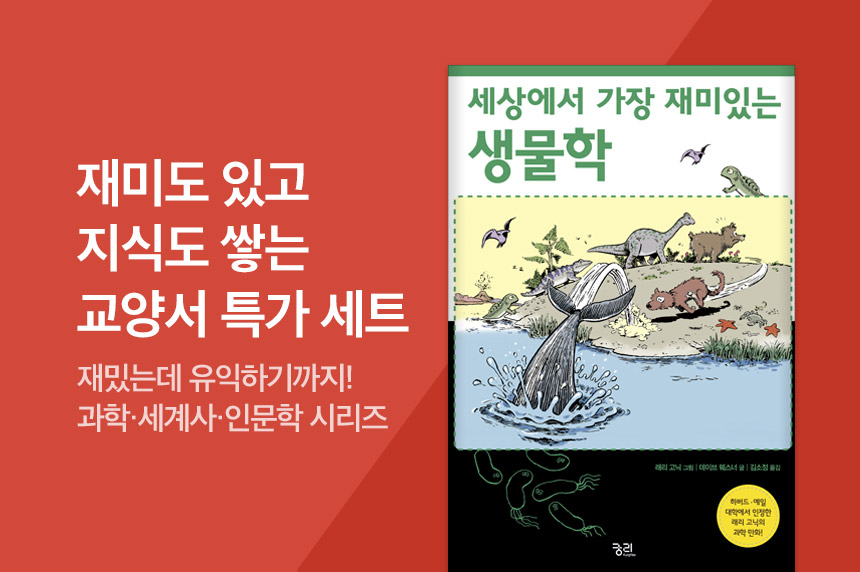 재미도 있고
지식도 쌓는
교양서 특가 세트
재밌는데 유익하기까지!
과학·세계사·인문학 시리즈
세상에서 가장 재미있는
생물학
래리 고닉 그림 | 데이브 웨스너 글 | 김소정 옮김
하버드·예일
대학에서 인정한
래리 고닉의
과학 만화!
궁리